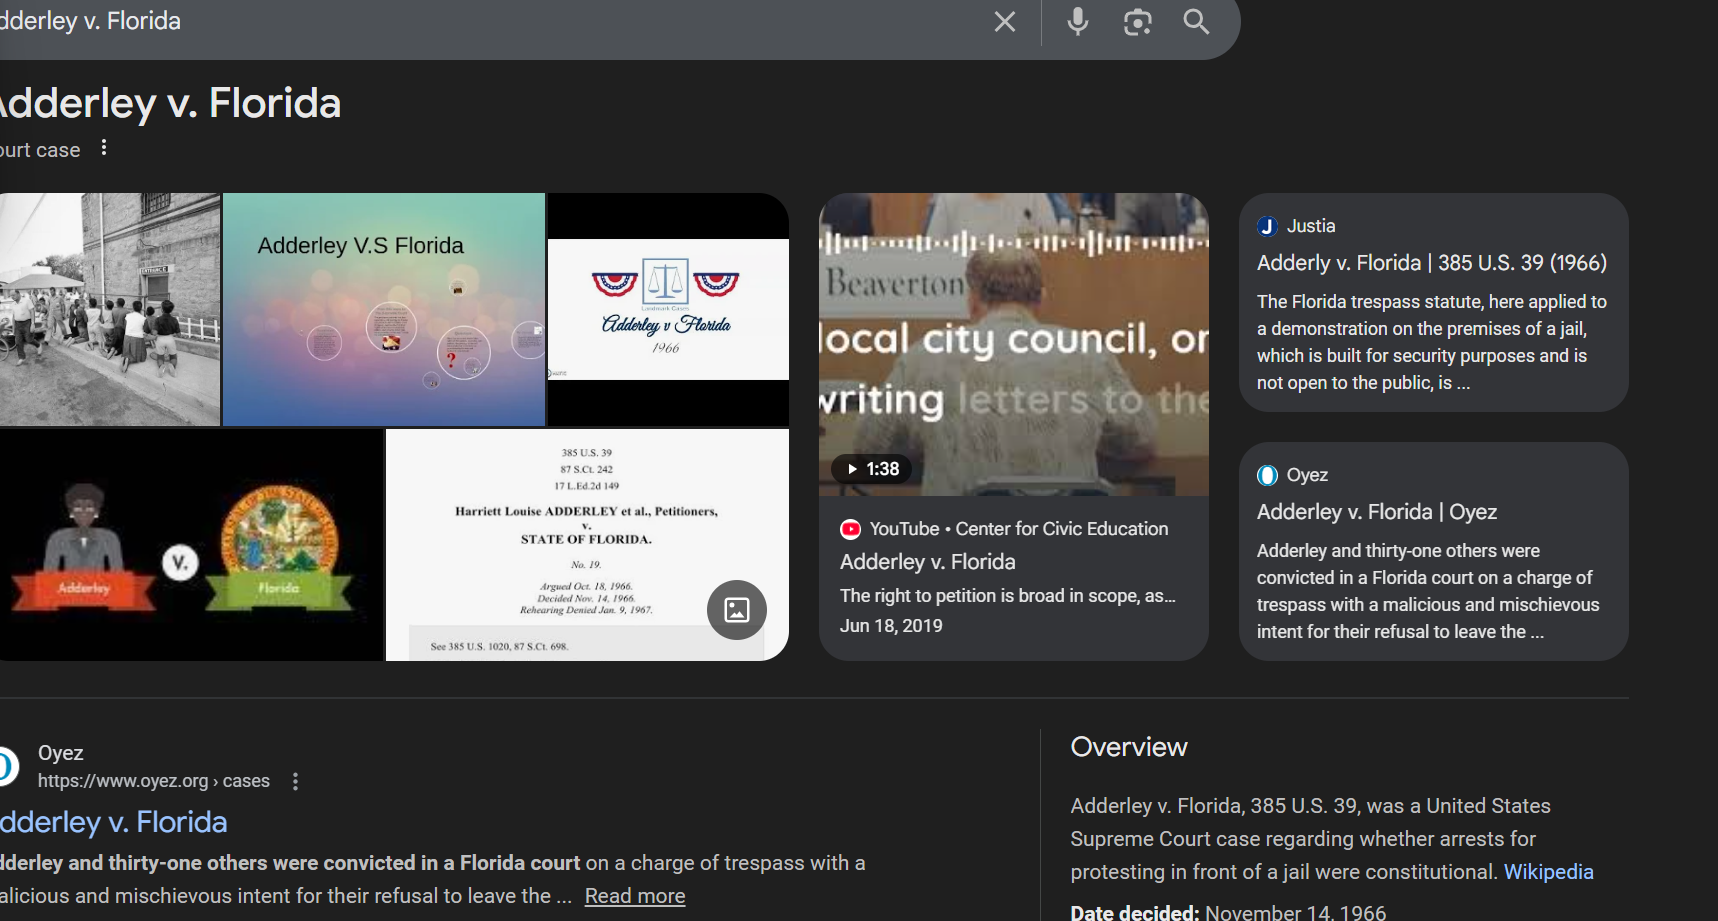 dderley v. Florida
Adderley v. Florida
ourt case
ENTRANCE
Adderley V.S Florida
Landmark Cases
Adderley v Florida
1966
Beaverton
local city council, or
writing letters to the
1:38
YouTube • Center for Civic Education
Adderley v. Florida
The right to petition is broad in scope, as...
Jun 18, 2019
Justia
Adderly v. Florida | 385 U.S. 39 (1966)
The Florida trespass statute, here applied to
a demonstration on the premises of a jail,
which is built for security purposes and is
not open to the public, is ...
Adderley
v.
Florida
385 U.S. 39
87 S.Ct. 242
17 L.Ed.2d 149
Harriett Louise ADDERLEY et al., Petitioners,
v.
STATE OF FLORIDA.
No. 19.
Argued Oct. 18, 1966.
Decided Nov. 14, 1966.
Rehearing Denied Jan. 9, 1967.
See 385 U.S. 1020, 87 S.Ct. 698.
Oyez
Adderley v. Florida | Oyez
Adderley and thirty-one others were
convicted in a Florida court on a charge of
trespass with a malicious and mischievous
intent for their refusal to leave the ...
Oyez
https://www.oyez.org › cases
dderley v. Florida
dderley and thirty-one others were convicted in a Florida court on a charge of trespass with a
alicious and mischievous intent for their refusal to leave the ... Read more
Overview
Adderley v. Florida, 385 U.S. 39, was a United States
Supreme Court case regarding whether arrests for
protesting in front of a jail were constitutional. Wikipedia
Date decided: November 14, 1966